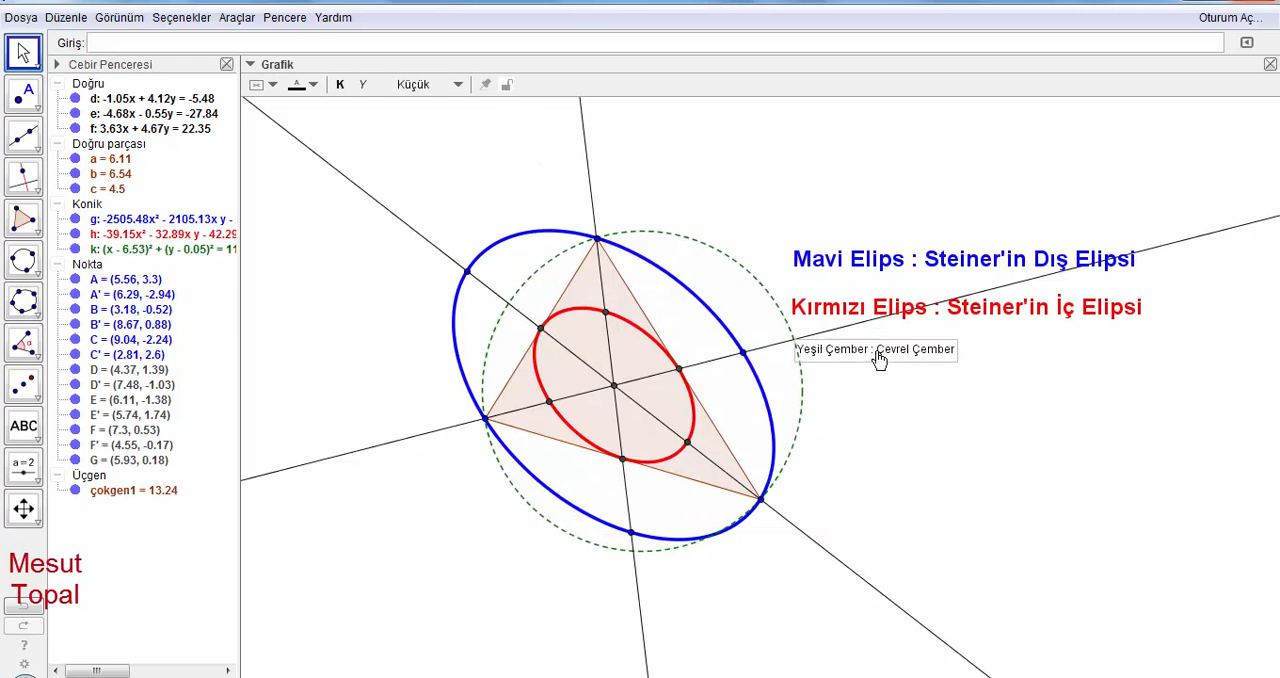 Dosya Düzenle Görünüm Seçenekler Araçlar Pencere Yardım
Oturum Aç...
Giriş:
Cebir Penceresi
Grafik
K Y Küçük
Doğru
d: -1.05x + 4.12y = -5.48
e: -4.68x - 0.55y = -27.84
f: 3.63x + 4.67y = 22.35
Doğru parçası
a = 6.11
b = 6.54
c = 4.5
Konik
g: -2505.48x² - 2105.13x y -
h: -39.15x² - 32.89x y - 42.29
k: (x - 6.53)² + (y - 0.05)² = 11
Nokta
A = (5.56, 3.3)
A' = (6.29, -2.94)
B = (3.18, -0.52)
B' = (8.67, 0.88)
C = (9.04, -2.24)
C' = (2.81, 2.6)
D = (4.37, 1.39)
D' = (7.48, -1.03)
E = (6.11, -1.38)
E' = (5.74, 1.74)
F = (7.3, 0.53)
F' = (4.55, -0.17)
G = (5.93, 0.18)
Üçgen
çokgen1 = 13.24
A
ABC
a=2
Mesut
Topal
Mavi Elips : Steiner'in Dış Elipsi
Kırmızı Elips : Steiner'in İç Elipsi
Yeşil Çember : Çevrel Çember